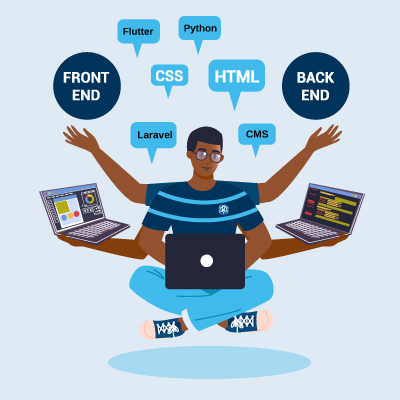 Flutter
Python
FRONT
END
CSS
HTML
BACK
END
Laravel
CMS